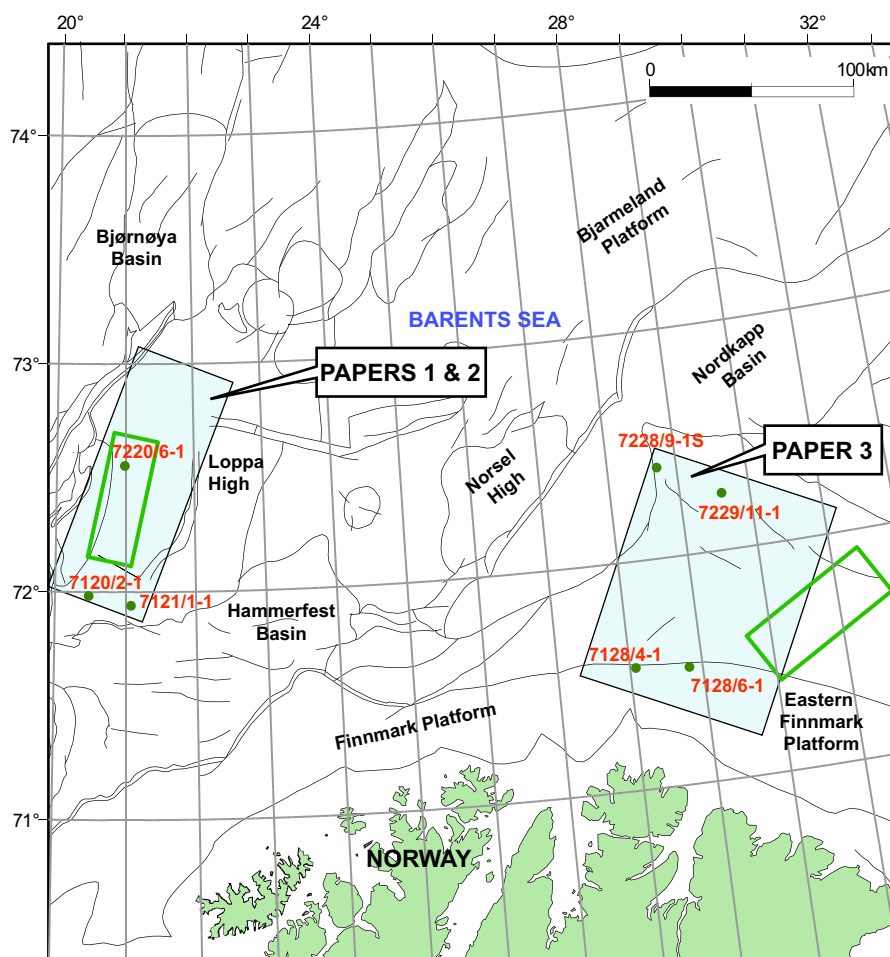 20°
24°
28°
32°
0
100km
74°
Bjarmeland
Platform
Bjørnøya
Basin
BARENTS SEA
73°
Nordkapp
Basin
PAPERS 1 & 2
7228/9-1S
PAPER 3
7220/6-1
Loppa
High
Norsel
High
7229/11-1
72°
7120/2-1
7121/1-1
Hammerfest
Basin
7128/4-1
7128/6-1
Eastern
Finnmark
Platform
Finnmark Platform
71°
NORWAY